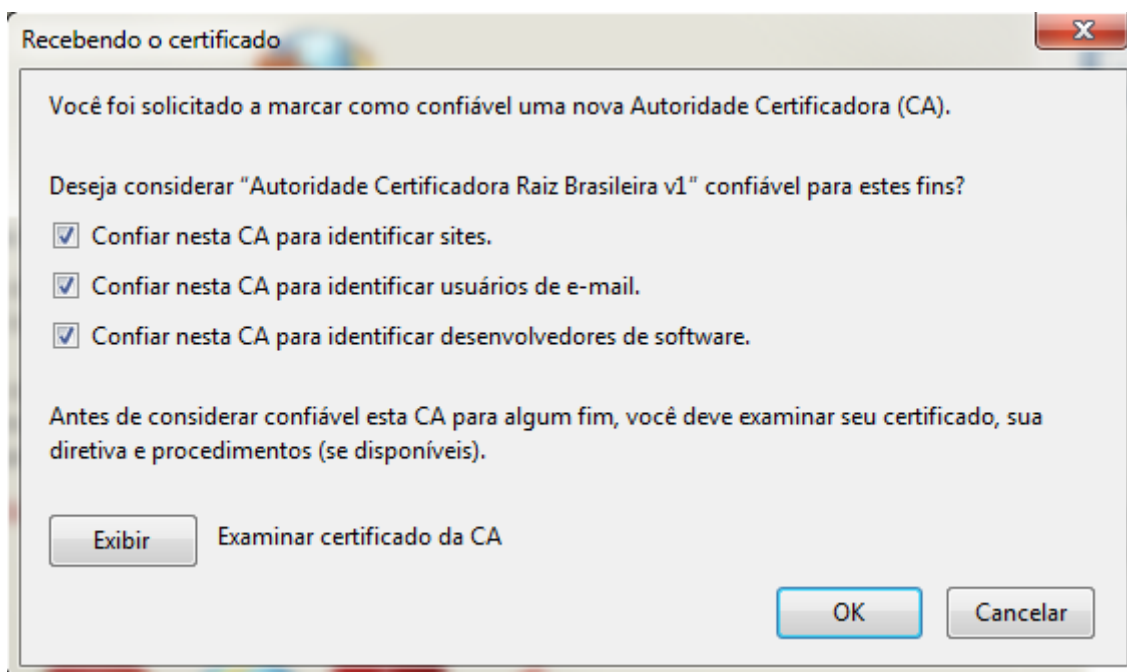 Recebendo o certificado
Você foi solicitado a marcar como confiável uma nova Autoridade Certificadora (CA).
Deseja considerar “Autoridade Certificadora Raiz Brasileira v1” confiável para estes fins?
Confiar nesta CA para identificar sites.
Confiar nesta CA para identificar usuários de e-mail.
Confiar nesta CA para identificar desenvolvedores de software.
Antes de considerar confiável esta CA para algum fim, você deve examinar seu certificado, sua
diretiva e procedimentos (se disponíveis).
Exibir Examinar certificado da CA
OK Cancelar